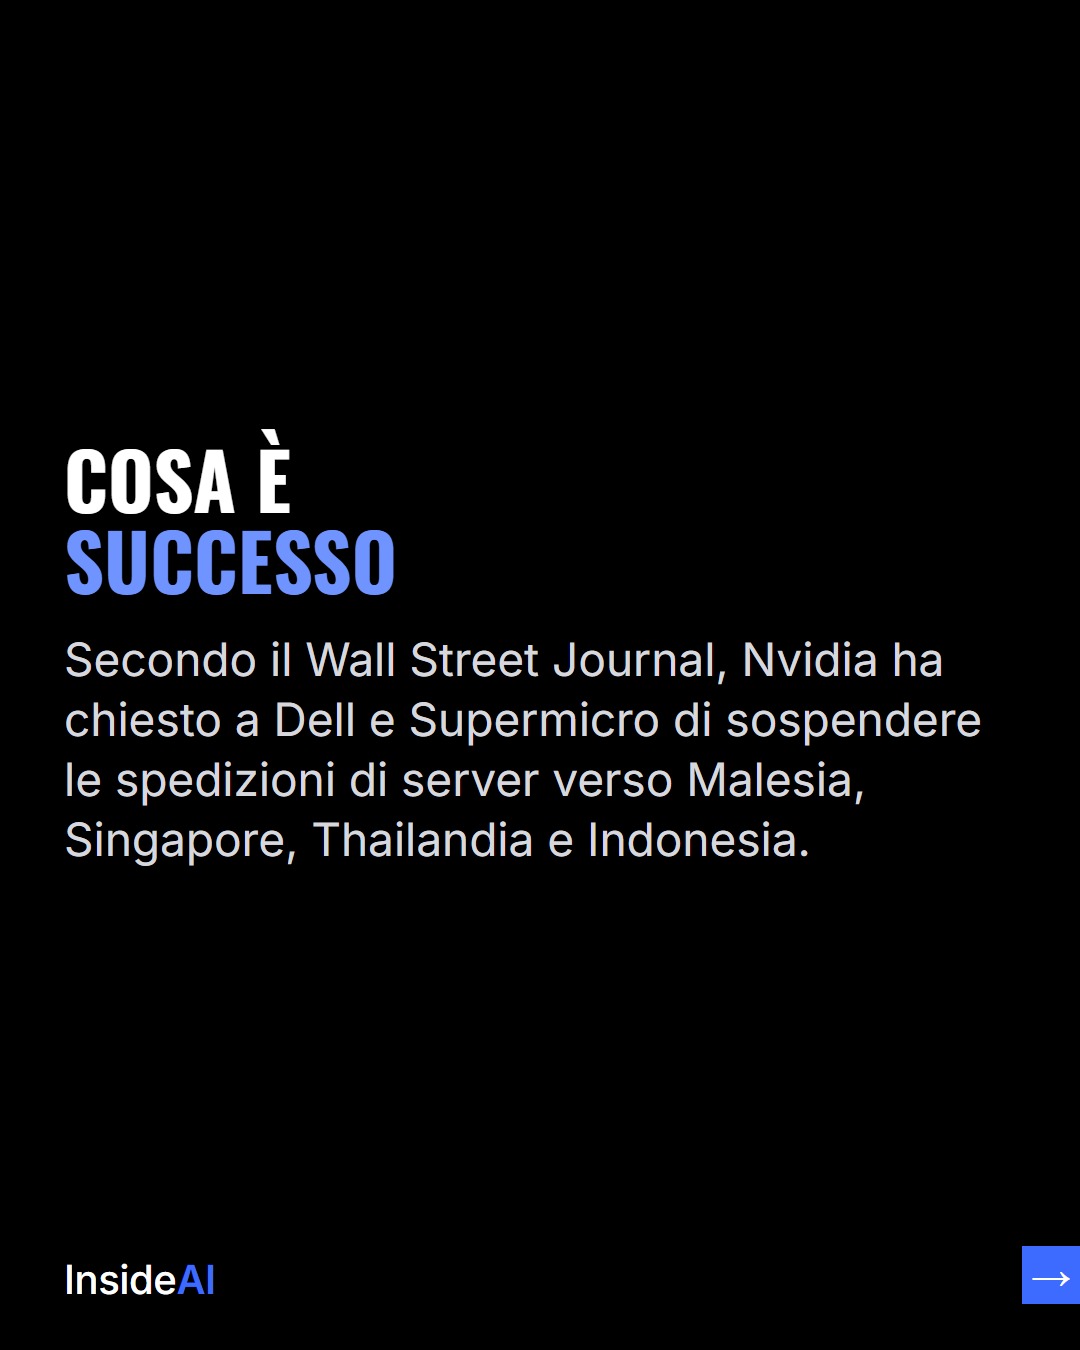 COSA È
SUCCESSO
Secondo il Wall Street Journal, Nvidia ha
chiesto a Dell e Supermicro di sospendere
le spedizioni di server verso Malesia,
Singapore, Thailandia e Indonesia.
InsideAI
→